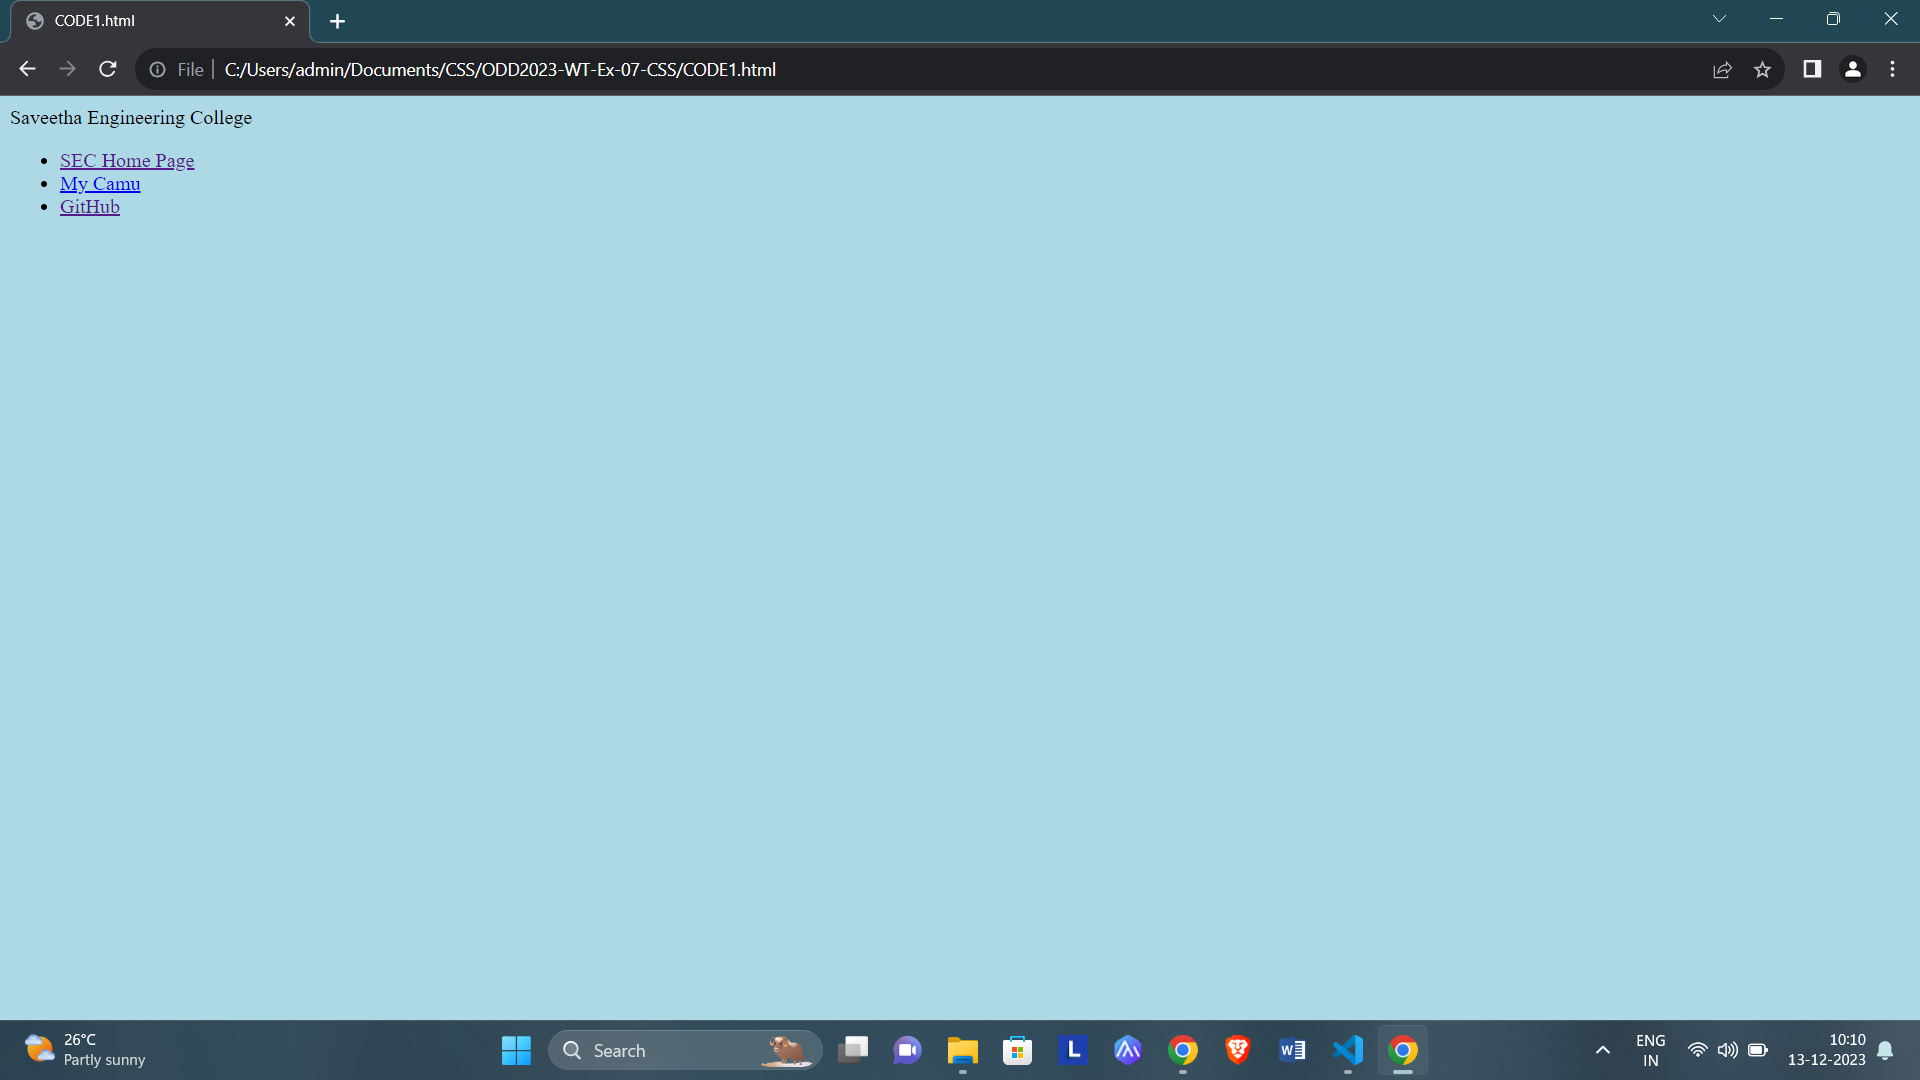 CODE1.html
File | C:/Users/admin/Documents/CSS/ODD2023-WT-Ex-07-CSS/CODE1.html
Saveetha Engineering College
• SEC Home Page
• My Camu
• GitHub
26°C
Partly sunny
Search
L
W
ENG
IN
10:10
13-12-2023